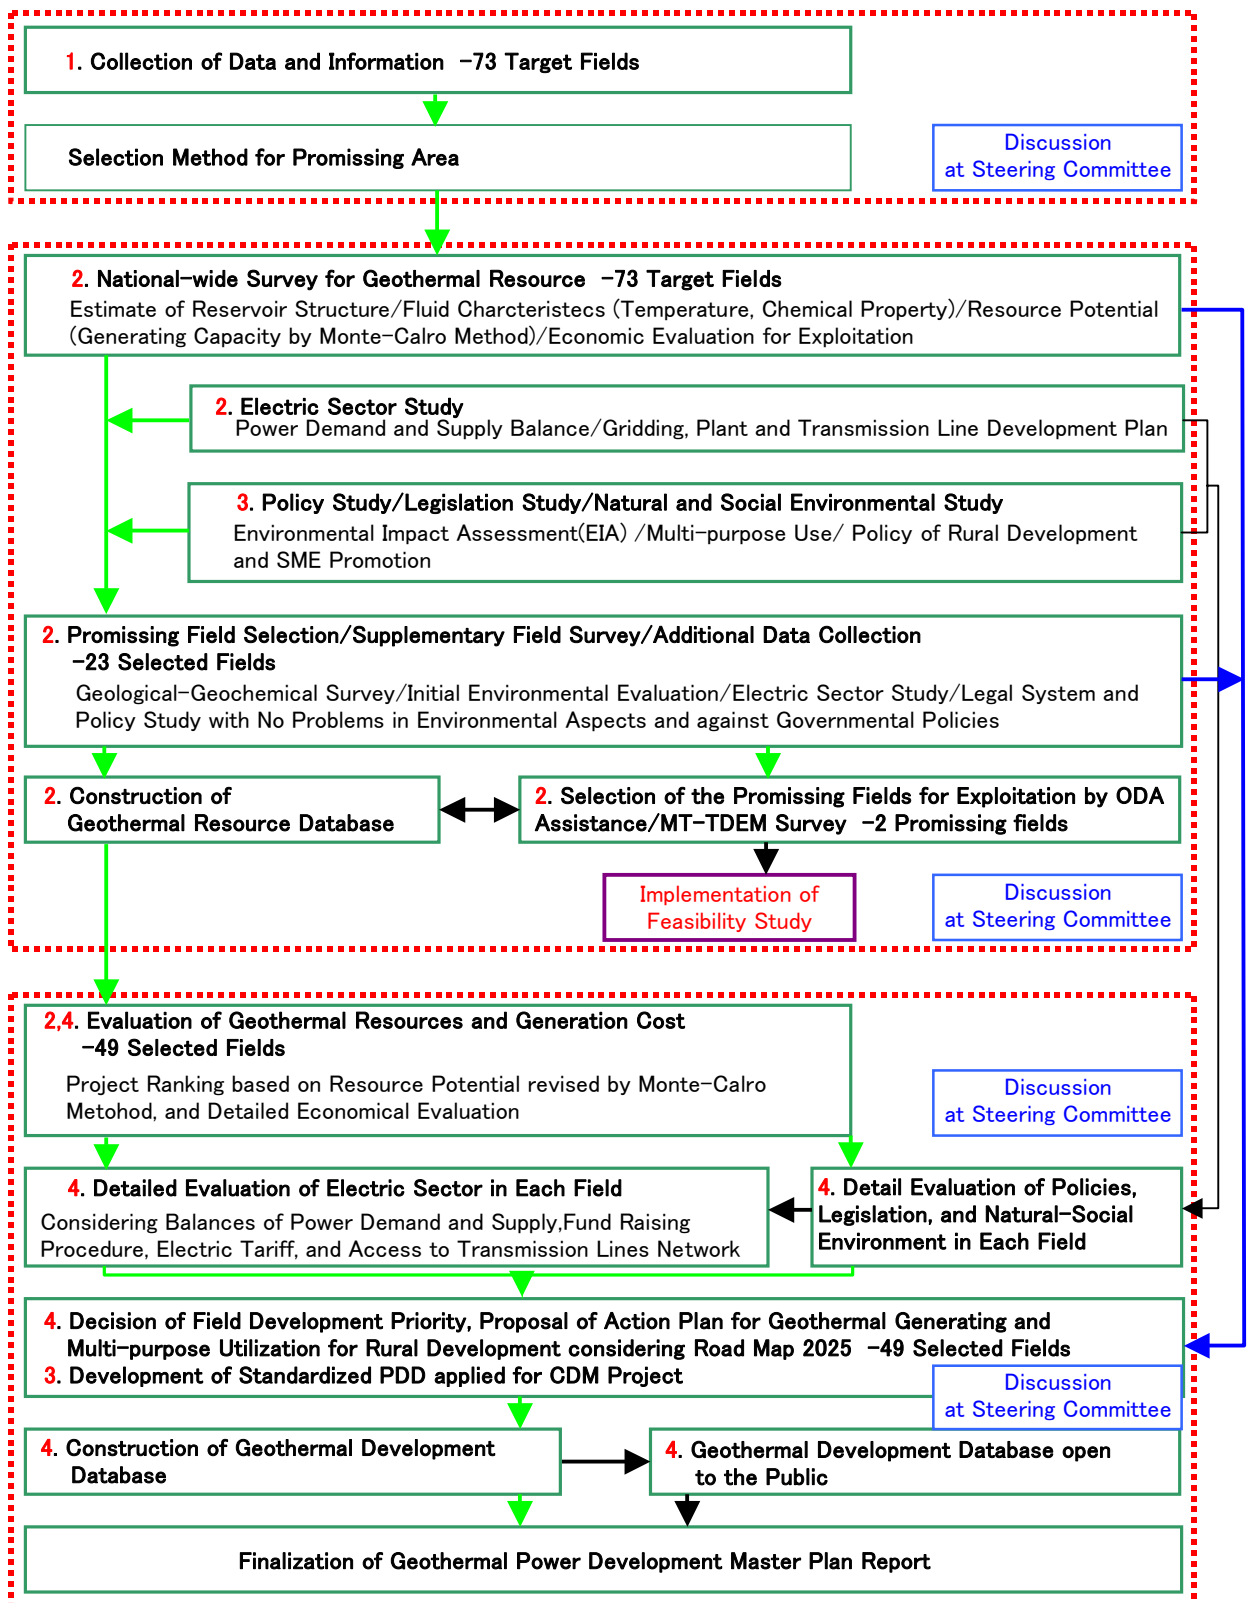 1. Collection of Data and Information -73 Target Fields
Selection Method for Promissing Area
Discussion
at Steering Committee
2. National-wide Survey for Geothermal Resource -73 Target Fields
Estimate of Reservoir Structure/Fluid Charcteristecs (Temperature, Chemical Property)/Resource Potential
(Generating Capacity by Monte-Calro Method)/Economic Evaluation for Exploitation
2. Electric Sector Study
Power Demand and Supply Balance/Gridding, Plant and Transmission Line Development Plan
3. Policy Study/Legislation Study/Natural and Social Environmental Study
Environmental Impact Assessment(EIA) /Multi-purpose Use/ Policy of Rural Development
and SME Promotion
2. Promissing Field Selection/Supplementary Field Survey/Additional Data Collection
-23 Selected Fields
Geological-Geochemical Survey/Initial Environmental Evaluation/Electric Sector Study/Legal System and
Policy Study with No Problems in Environmental Aspects and against Governmental Policies
2. Construction of
Geothermal Resource Database
2. Selection of the Promissing Fields for Exploitation by ODA
Assistance/MT-TDEM Survey -2 Promissing fields
Implementation of
Feasibility Study
Discussion
at Steering Committee
2,4. Evaluation of Geothermal Resources and Generation Cost
-49 Selected Fields
Project Ranking based on Resource Potential revised by Monte-Calro
Metohod, and Detailed Economical Evaluation
Discussion
at Steering Committee
4. Detailed Evaluation of Electric Sector in Each Field
Considering Balances of Power Demand and Supply,Fund Raising
Procedure, Electric Tariff, and Access to Transmission Lines Network
4. Detail Evaluation of Policies,
Legislation, and Natural-Social
Environment in Each Field
4. Decision of Field Development Priority, Proposal of Action Plan for Geothermal Generating and
Multi-purpose Utilization for Rural Development considering Road Map 2025 -49 Selected Fields
3. Development of Standardized PDD applied for CDM Project
Discussion
at Steering Committee
4. Construction of Geothermal Development
Database
4. Geothermal Development Database open
to the Public
Finalization of Geothermal Power Development Master Plan Report